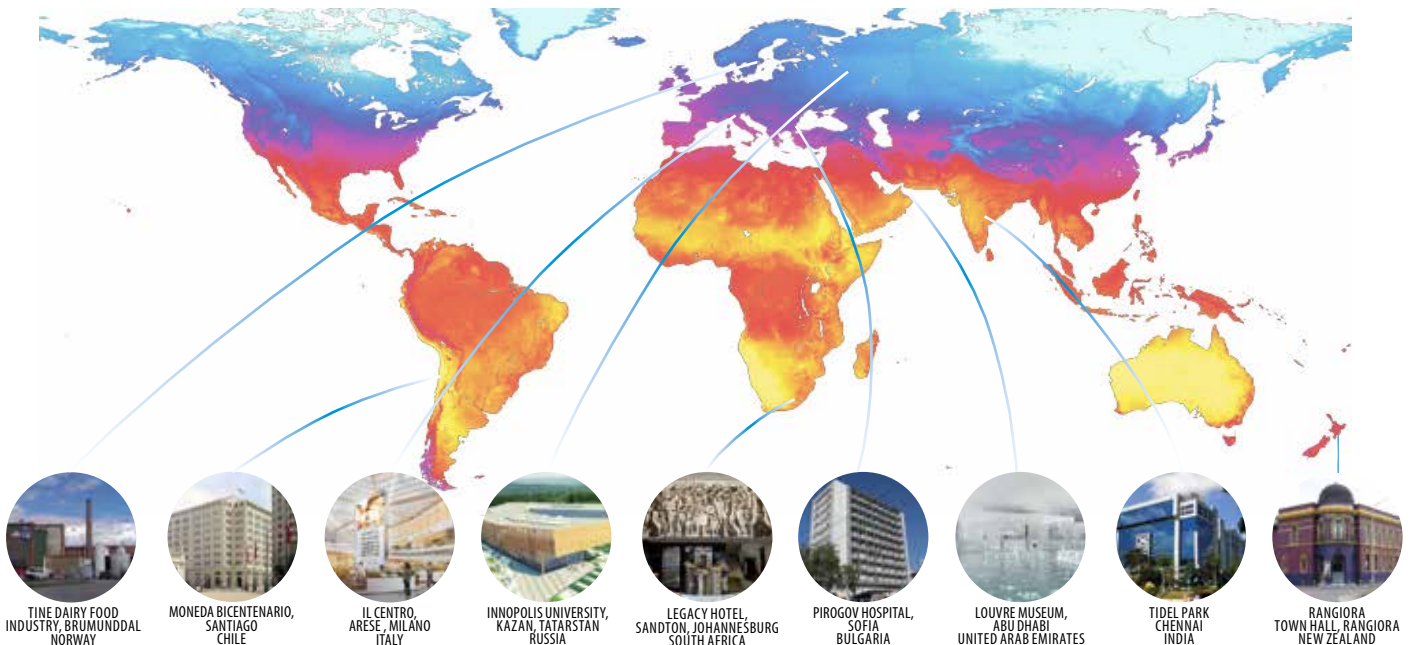 TINE DAIRY FOOD
INDUSTRY, BRUMUNDDAL
NORWAY
MONEDA BICENTENARIO,
SANTIAGO
CHILE
IL CENTRO,
ARESE , MILANO
ITALY
INNOPOLIS UNIVERSITY,
KAZAN, TATARSTAN
RUSSIA
LEGACY HOTEL,
SANDTON, JOHANNESBURG
SOUTH AFRICA
PIROGOV HOSPITAL,
SOFIA
BULGARIA
LOUVRE MUSEUM,
ABU DHABI
UNITED ARAB EMIRATES
TIDEL PARK
CHENNAI
INDIA
RANGIORA
TOWN HALL, RANGIORA
NEW ZEALAND